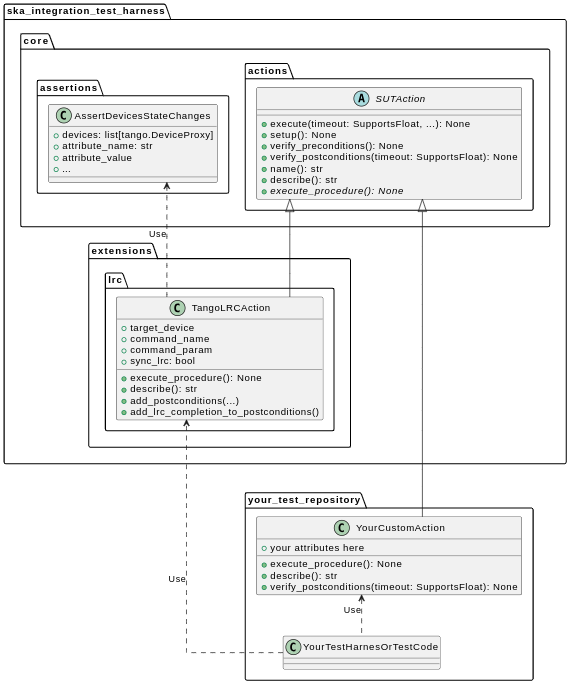 ska_integration_test_harness
core
assertions
C AssertDevicesStateChanges
devices: list[tango.DeviceProxy]
attribute_name: str
attribute_value
...
actions
A SUTAction
execute(timeout: SupportsFloat, ...): None
setup(): None
verify_preconditions(): None
verify_postconditions(timeout: SupportsFloat): None
name(): str
describe(): str
execute_procedure(): None
Use
extensions
lrc
C TangoLRCAction
target_device
command_name
command_param
sync_lrc: bool
execute_procedure(): None
describe(): str
add_postconditions(...)
add_lrc_completion_to_postconditions()
your_test_repository
C YourCustomAction
your attributes here
execute_procedure(): None
describe(): str
verify_postconditions(timeout: SupportsFloat): None
Use
Use
C YourTestHarnesOrTestCode